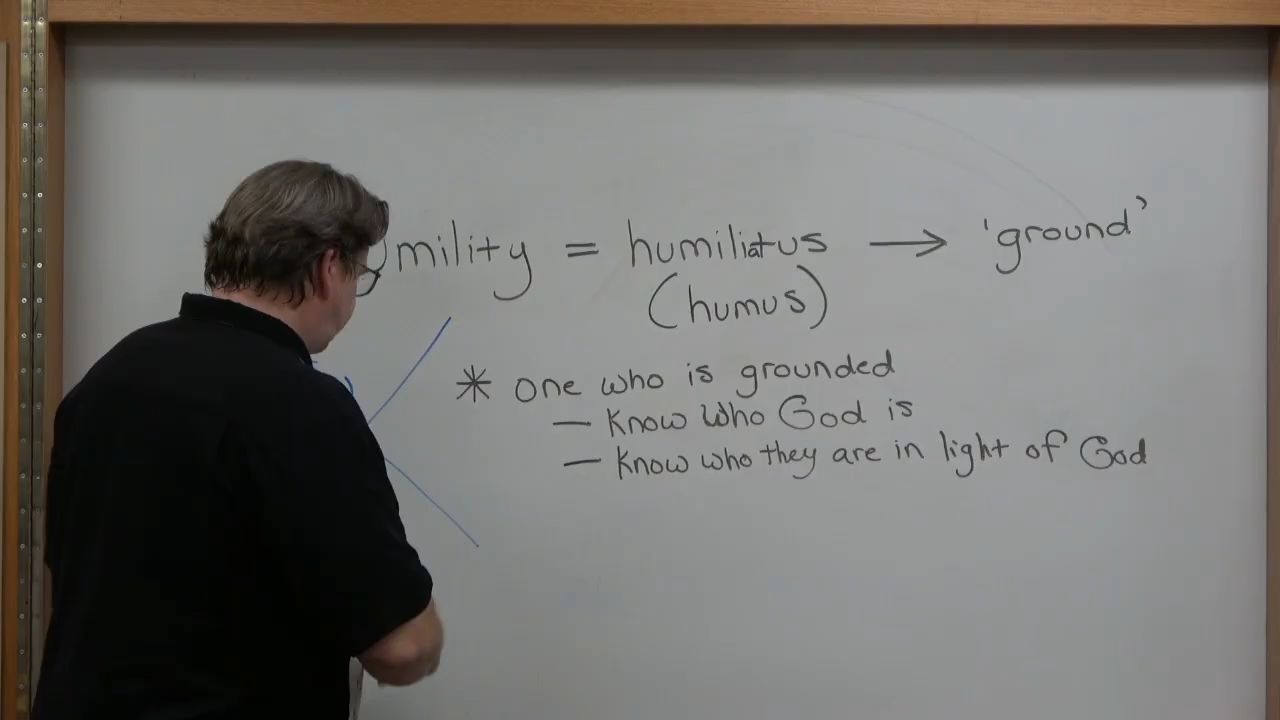 mility = humiliatus → 'ground'
(humus)
* one who is grounded
— Know Who God is
— Know who they are in light of God